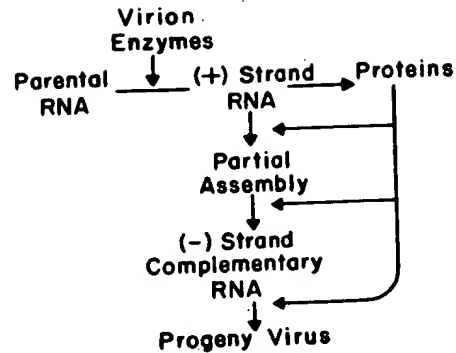 Virion
Enzymes
Parental
RNA
(+) Strand
RNA
Proteins
Partial
Assembly
(-) Strand
Complementary
RNA
Progeny Virus